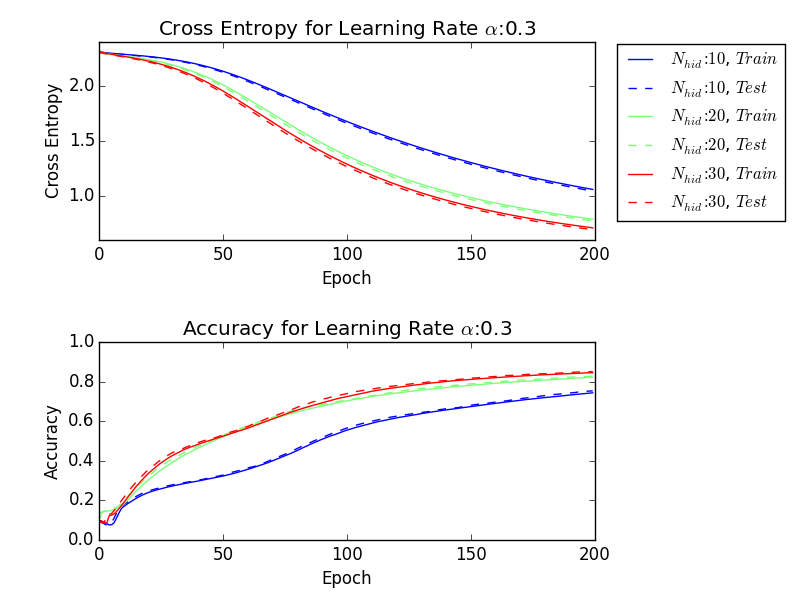 Cross Entropy for Learning Rate α:0.3
Cross Entropy
2.0
1.5
1.0
0 50 100 150 200
Epoch
N_hid:10, Train
N_hid:10, Test
N_hid:20, Train
N_hid:20, Test
N_hid:30, Train
N_hid:30, Test
Accuracy for Learning Rate α:0.3
Accuracy
1.0
0.8
0.6
0.4
0.2
0.0
0 50 100 150 200
Epoch